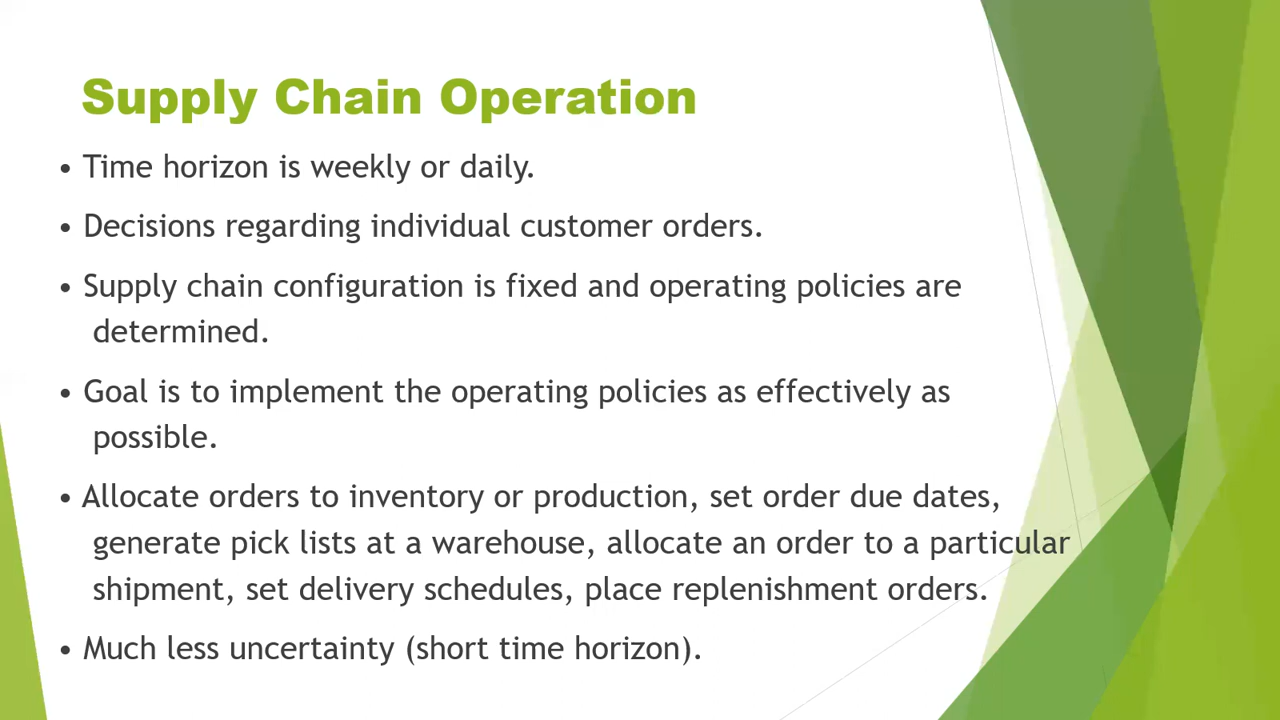 Supply Chain Operation
• Time horizon is weekly or daily.
• Decisions regarding individual customer orders.
• Supply chain configuration is fixed and operating policies are
determined.
• Goal is to implement the operating policies as effectively as
possible.
• Allocate orders to inventory or production, set order due dates,
generate pick lists at a warehouse, allocate an order to a particular
shipment, set delivery schedules, place replenishment orders.
• Much less uncertainty (short time horizon).